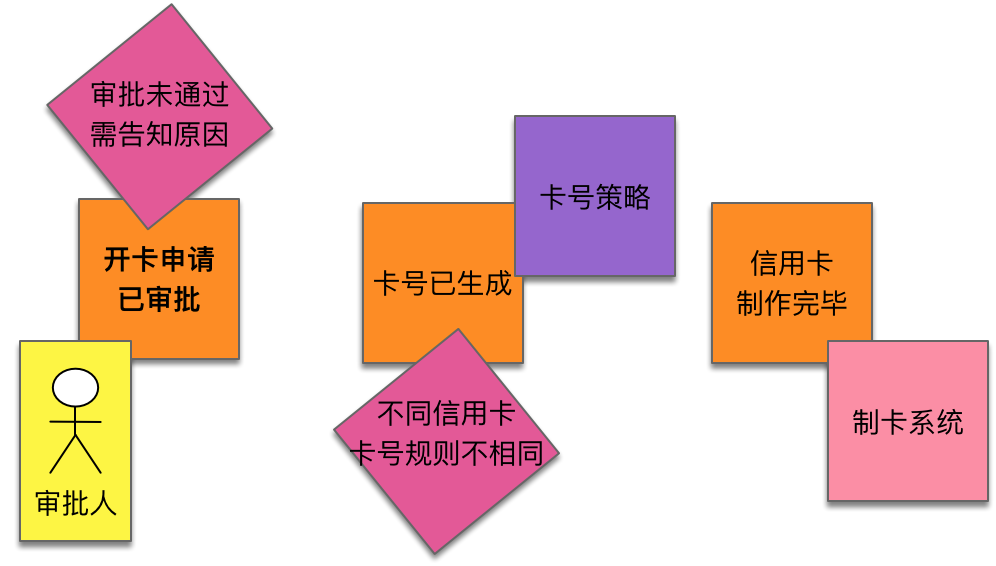 审批未通过
需告知原因
开卡申请
已审批
审批人
卡号策略
卡号已生成
不同信用卡
卡号规则不相同
信用卡
制作完毕
制卡系统